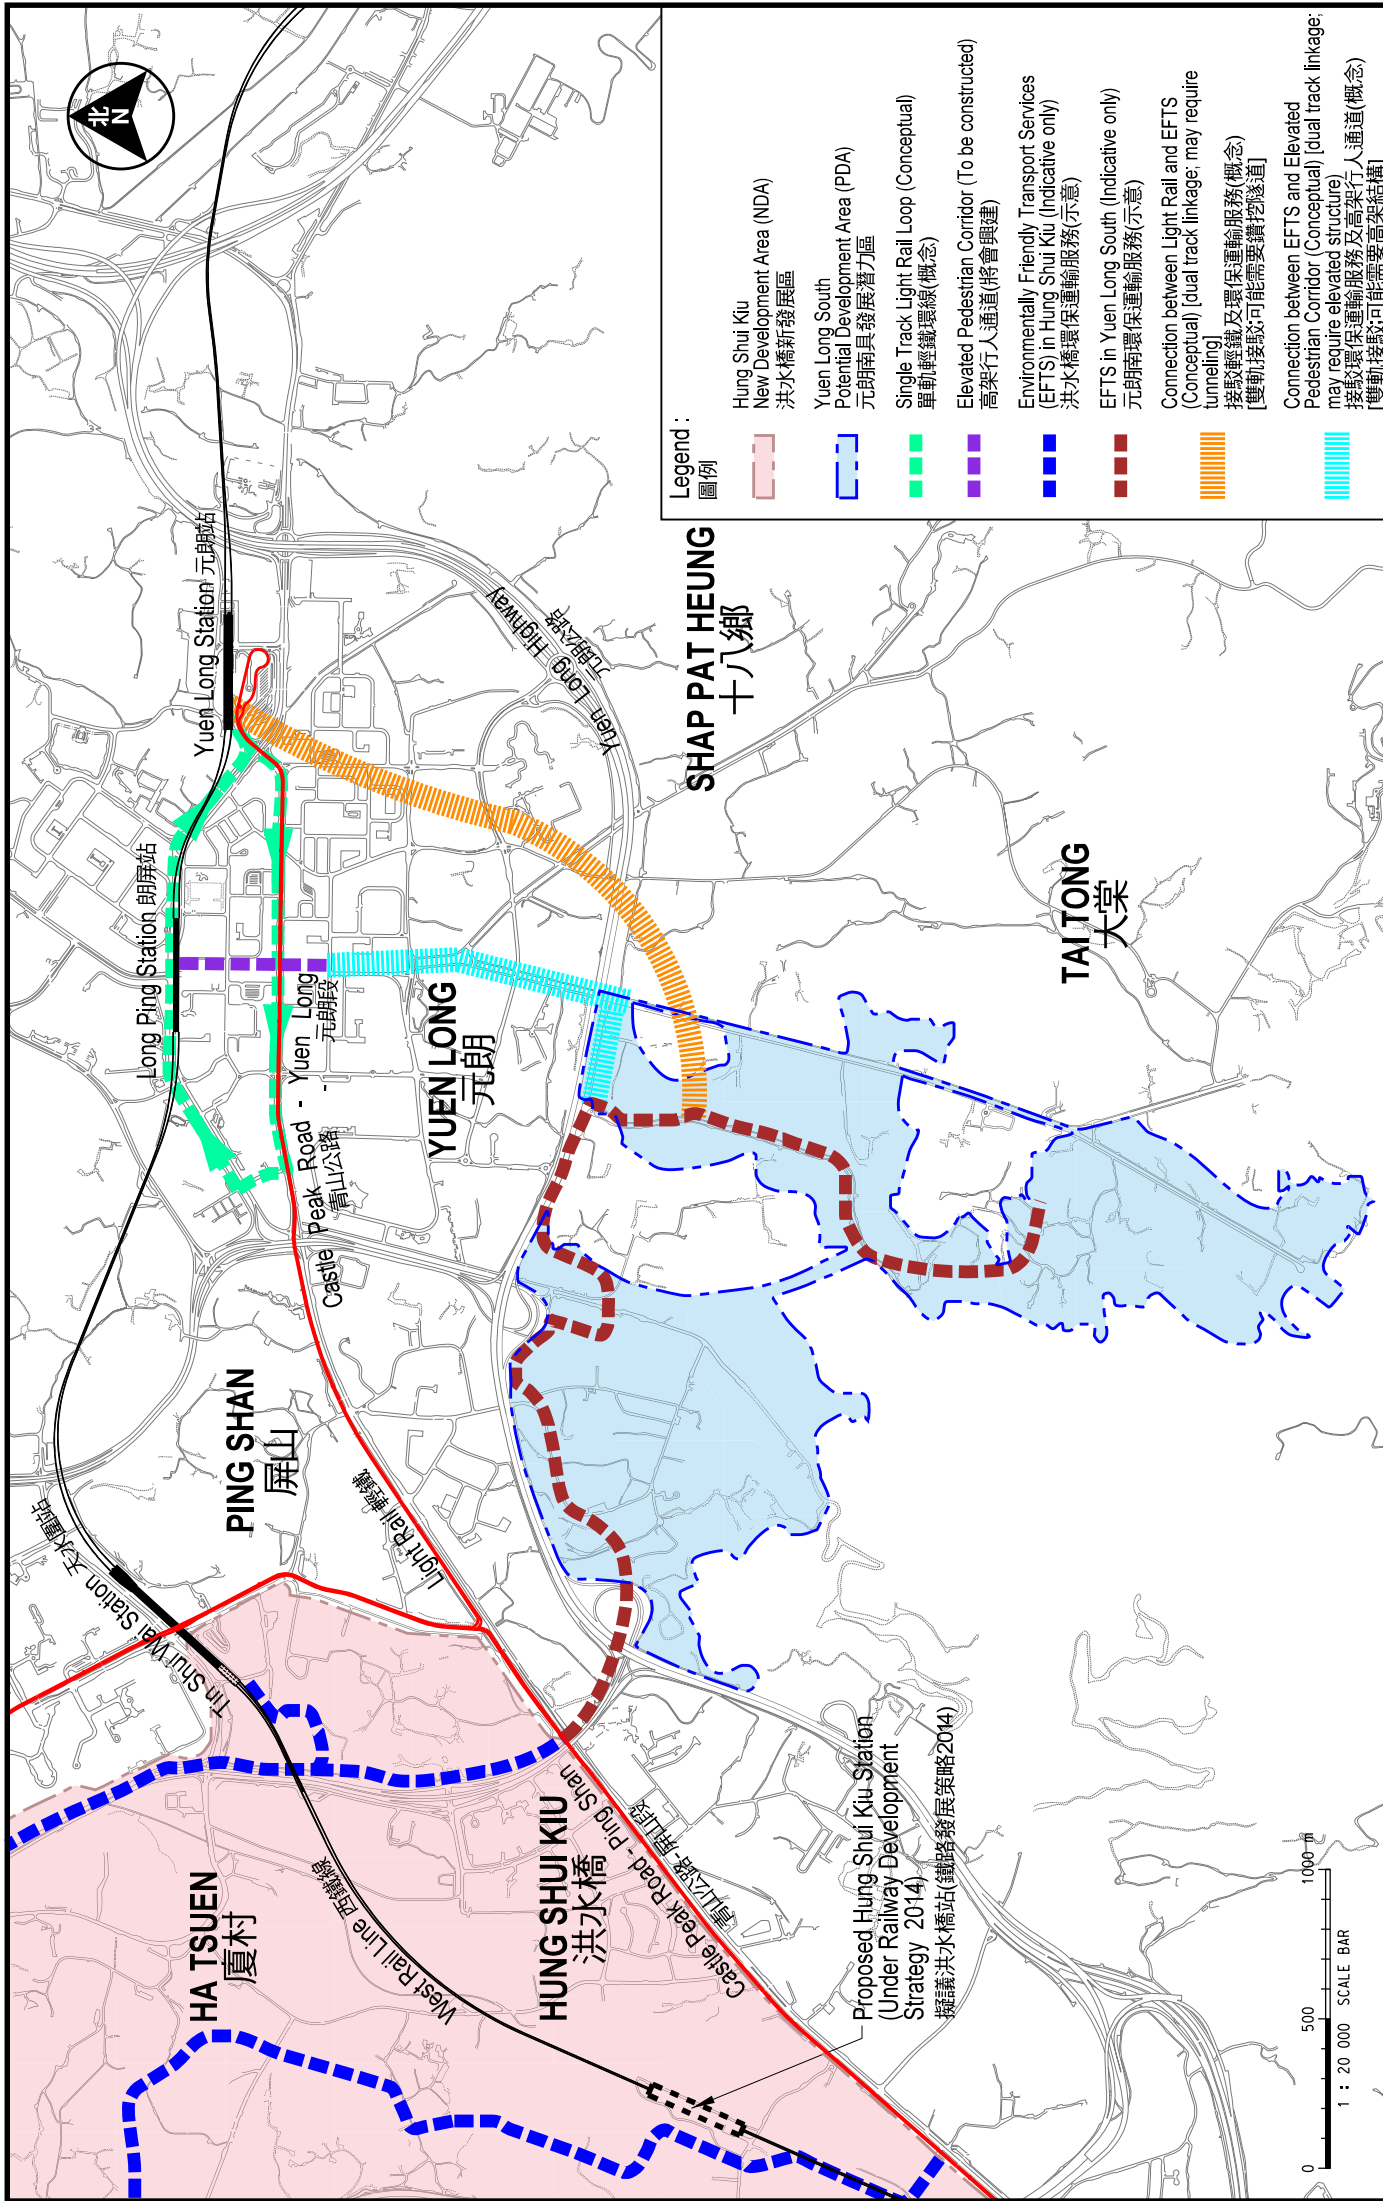 北
N
Yuen Long Station 元朗站
Long Ping Station 朗屏站
Tin Shui Wai Station 天水圍站
PING SHAN
屏山
Light Rail 輕鐵
Castle Peak Road - Yuen Long
青山公路 - 元朗段
YUEN LONG
元朗
Yuen Long Highway
元朗公路
SHAP PAT HEUNG
十八鄉
TAI TONG
大棠
HA TSUEN
廈村
West Rail Line 西鐵線
HUNG SHUI KIU
洪水橋
Castle Peak Road - Ping Shan
青山公路-屏山段
Proposed Hung Shui Kiu Station
(Under Railway Development
Strategy 2014)
擬議洪水橋站(鐵路發展策略2014)
0 500 1000 m
1 : 20 000 SCALE BAR
Legend :
圖例
Hung Shui Kiu
New Development Area (NDA)
洪水橋新發展區
Yuen Long South
Potential Development Area (PDA)
元朗南具發展潛力區
Single Track Light Rail Loop (Conceptual)
單軌輕鐵環線(概念)
Elevated Pedestrian Corridor (To be constructed)
高架行人通道(將會興建)
Environmentally Friendly Transport Services
(EFTS) in Hung Shui Kiu (Indicative only)
洪水橋環保運輸服務(示意)
EFTS in Yuen Long South (Indicative only)
元朗南環保運輸服務(示意)
Connection between Light Rail and EFTS
(Conceptual) [dual track linkage; may require
tunneling]
接駁輕鐵及環保運輸服務(概念)
[雙軌接駁;可能需要鑽挖隧道]
Connection between EFTS and Elevated
Pedestrian Corridor (Conceptual) [dual track linkage;
may require elevated structure)
接駁環保運輸服務及高架行人通道(概念)
[雙軌接駁;可能需要高架結構]